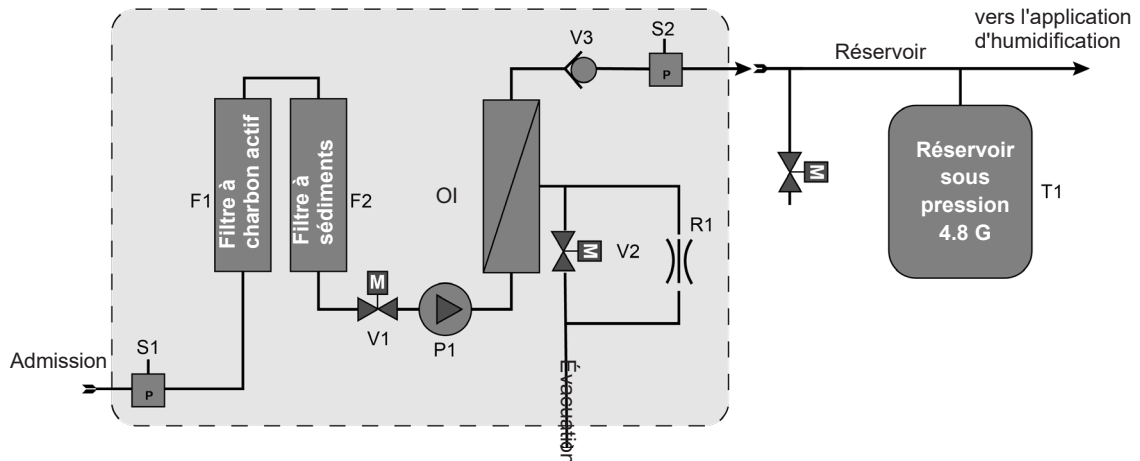 vers l'application
d'humidification
S2
V3
Réservoir
P
Filtre à
charbon actif
F1
Filtre à
sédiments
F2
OI
M
Réservoir
sous
pression
4.8 G
T1
R1
M
V2
M
V1
P1
S1
Admission
P
Évacuation